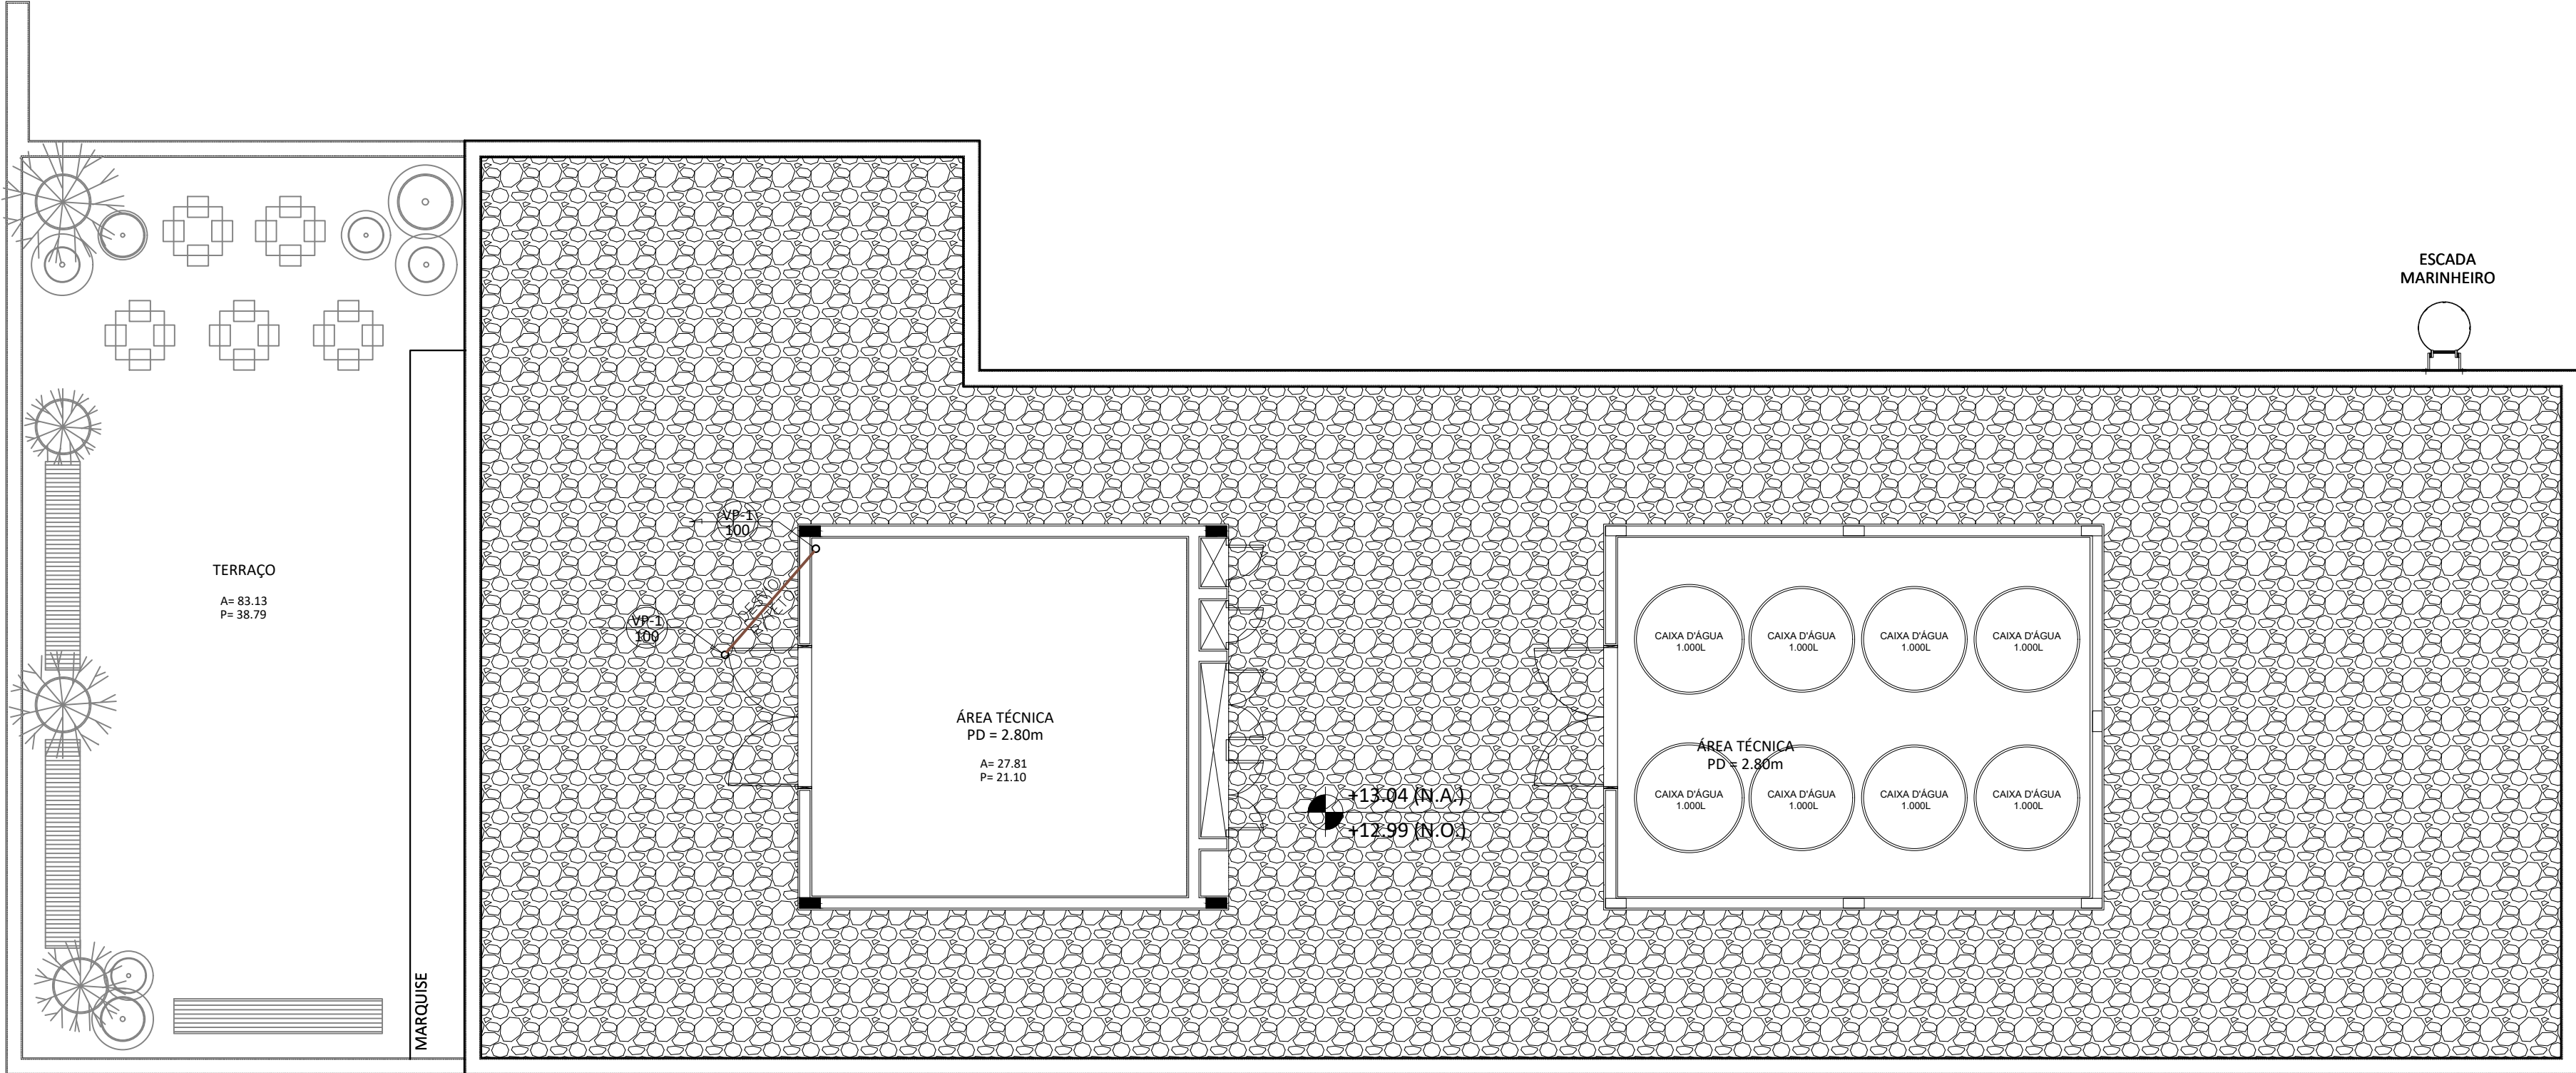 ESCADA
MARINHEIRO
VP-1
100
DESVIO
P/ TETO
VP-1
100
TERRAÇO
A= 83.13
P= 38.79
ÁREA TÉCNICA
PD = 2.80m
A= 27.81
P= 21.10
+13.04 (N.A.)
+12.99 (N.O.)
CAIXA D'ÁGUA
1.000L
CAIXA D'ÁGUA
1.000L
CAIXA D'ÁGUA
1.000L
CAIXA D'ÁGUA
1.000L
ÁREA TÉCNICA
PD = 2.80m
CAIXA D'ÁGUA
1.000L
CAIXA D'ÁGUA
1.000L
CAIXA D'ÁGUA
1.000L
CAIXA D'ÁGUA
1.000L
MARQUISE